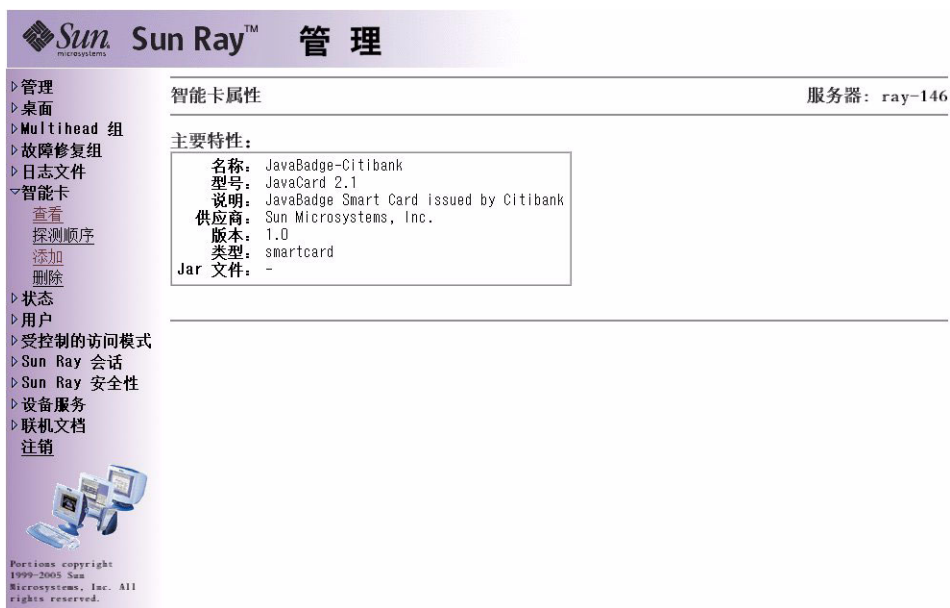 Sun microsystems Sun Ray™ 管 理
▷管理
▷桌面
▷Multihead 组
▷故障修复组
▷日志文件
▽智能卡
查看
探测顺序
添加
删除
▷状态
▷用户
▷受控制的访问模式
▷Sun Ray 会话
▷Sun Ray 安全性
▷设备服务
▷联机文档
注销
Portions copyright
1999-2005 Sun
Microsystems, Inc. All
rights reserved.
智能卡属性 服务器: ray-146
主要特性:
名称: JavaBadge-Citibank
型号: JavaCard 2.1
说明: JavaBadge Smart Card issued by Citibank
供应商: Sun Microsystems, Inc.
版本: 1.0
类型: smartcard
Jar 文件: -